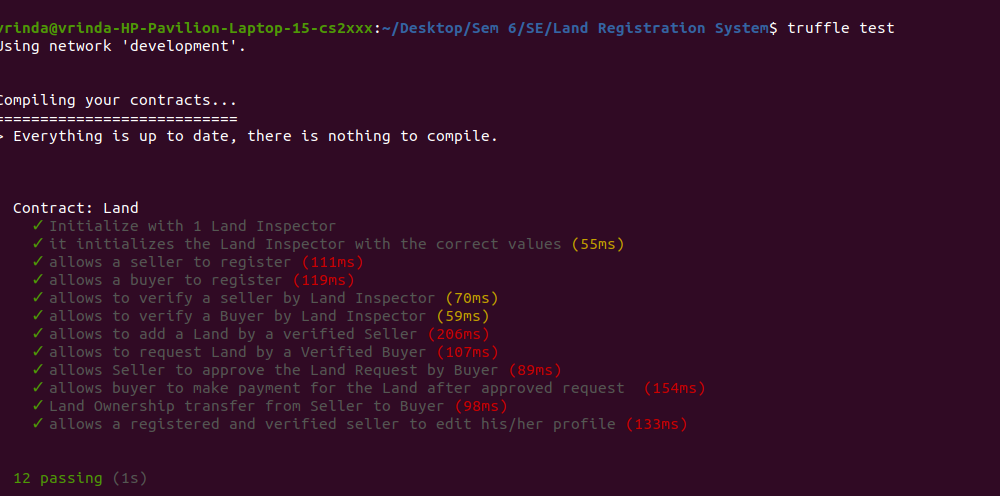 vrinda@vrinda-HP-Pavilion-Laptop-15-cs2xxx:~/Desktop/Sem 6/SE/Land Registration System$ truffle test
Using network 'development'.
Compiling your contracts...
===========================
> Everything is up to date, there is nothing to compile.
Contract: Land
✓ Initialize with 1 Land Inspector
✓ it initializes the Land Inspector with the correct values (55ms)
✓ allows a seller to register (111ms)
✓ allows a buyer to register (119ms)
✓ allows to verify a seller by Land Inspector (70ms)
✓ allows to verify a Buyer by Land Inspector (59ms)
✓ allows to add a Land by a verified Seller (206ms)
✓ allows to request Land by a Verified Buyer (107ms)
✓ allows Seller to approve the Land Request by Buyer (89ms)
✓ allows buyer to make payment for the Land after approved request  (154ms)
✓ Land Ownership transfer from Seller to Buyer (98ms)
✓ allows a registered and verified seller to edit his/her profile (133ms)
12 passing (1s)